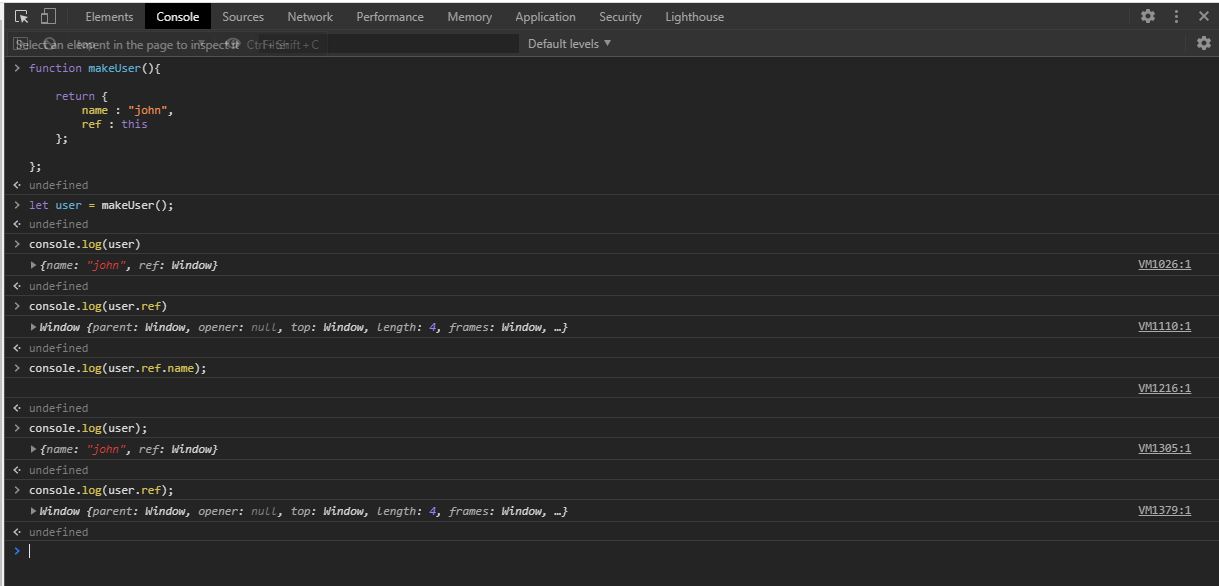 Elements Console Sources Network Performance Memory Application Security Lighthouse
Select an element in the page to inspect it Ctrl+Shift+C top Filter Default levels ▼
> function makeUser(){
return {
name : "john",
ref : this
};
};
undefined
> let user = makeUser();
undefined
> console.log(user)
{name: "john", ref: Window} VM1026:1
undefined
> console.log(user.ref)
Window {parent: Window, opener: null, top: Window, length: 4, frames: Window, …} VM1110:1
undefined
> console.log(user.ref.name);
VM1216:1
undefined
> console.log(user);
{name: "john", ref: Window} VM1305:1
undefined
> console.log(user.ref);
Window {parent: Window, opener: null, top: Window, length: 4, frames: Window, …} VM1379:1
undefined
>